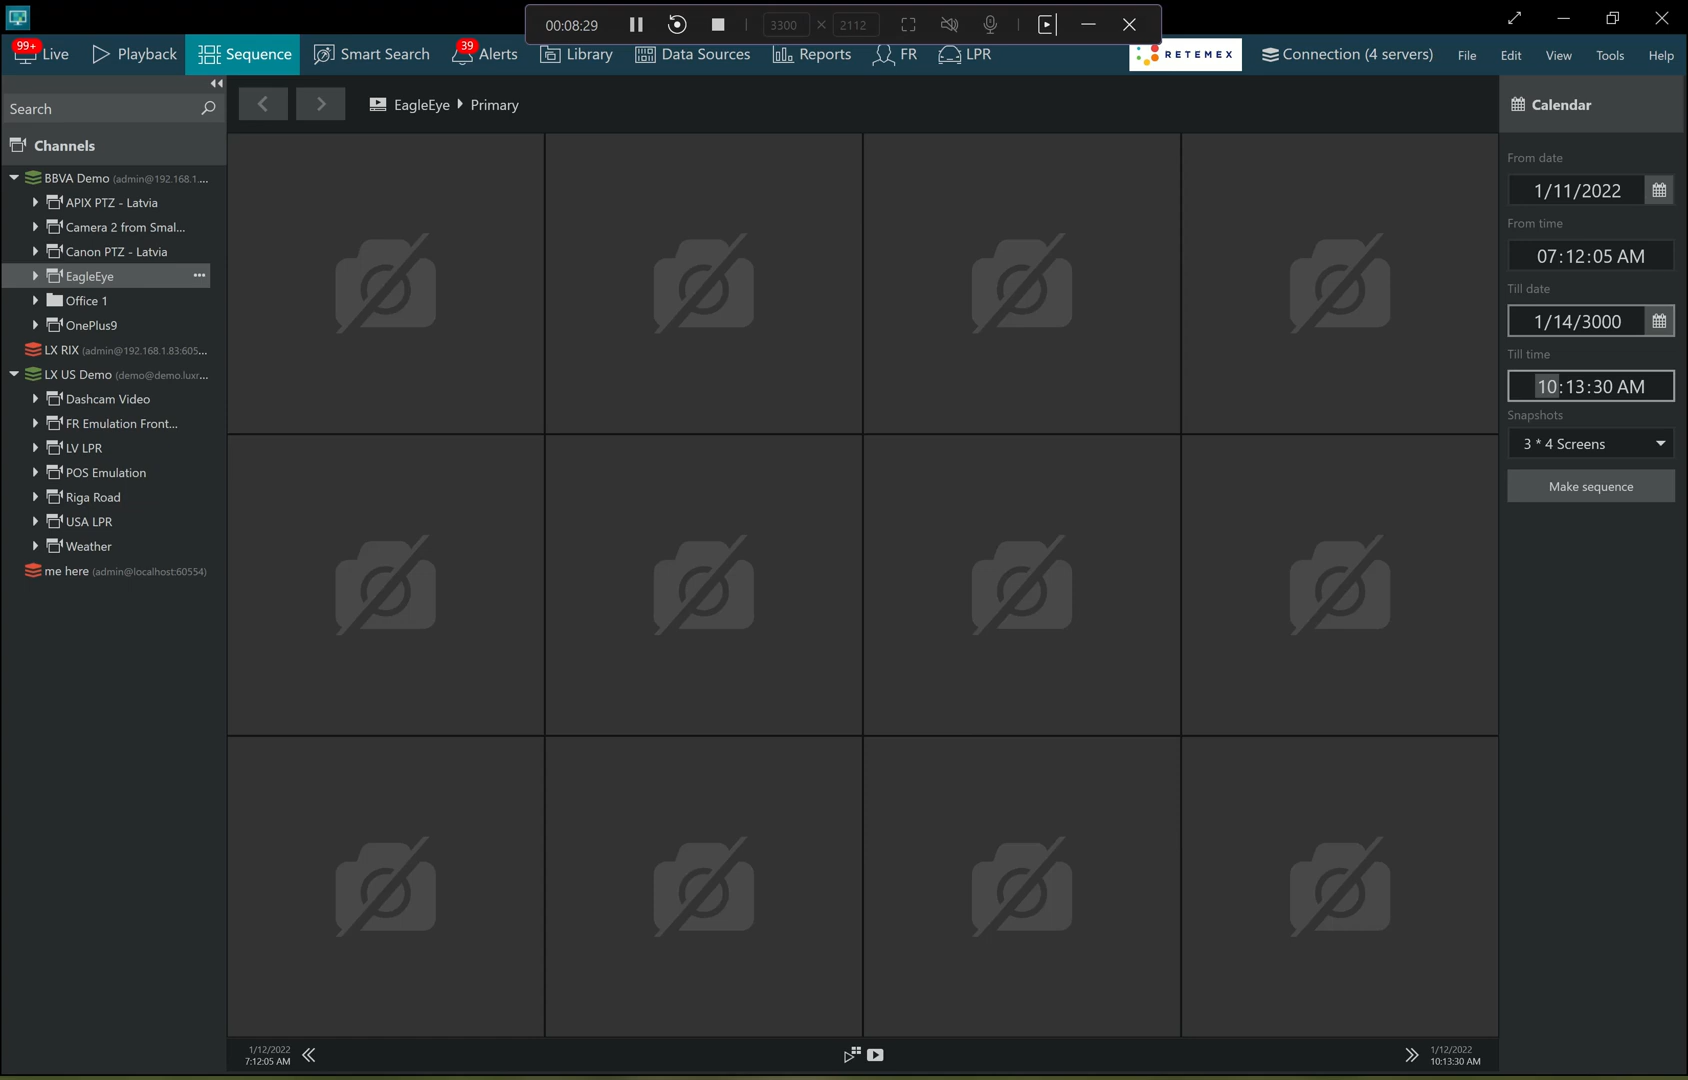 00:08:29
3300 × 2112
99+
Live
Playback
Sequence
Smart Search
39
Alerts
Library
Data Sources
Reports
FR
LPR
RETEMEX
Connection (4 servers)
File
Edit
View
Tools
Help
Search
Channels
BBVA Demo (admin@192.168.1....
APIX PTZ - Latvia
Camera 2 from Smal...
Canon PTZ - Latvia
EagleEye
Office 1
OnePlus9
LX RIX (admin@192.168.1.83:605...
LX US Demo (demo@demo.luxr...
Dashcam Video
FR Emulation Front...
LV LPR
POS Emulation
Riga Road
USA LPR
Weather
me here (admin@localhost:60554)
EagleEye
Primary
Calendar
From date
1/11/2022
From time
07:12:05 AM
Till date
1/14/3000
Till time
10:13:30 AM
Snapshots
3 * 4 Screens
Make sequence
1/12/2022
7:12:05 AM
1/12/2022
10:13:30 AM